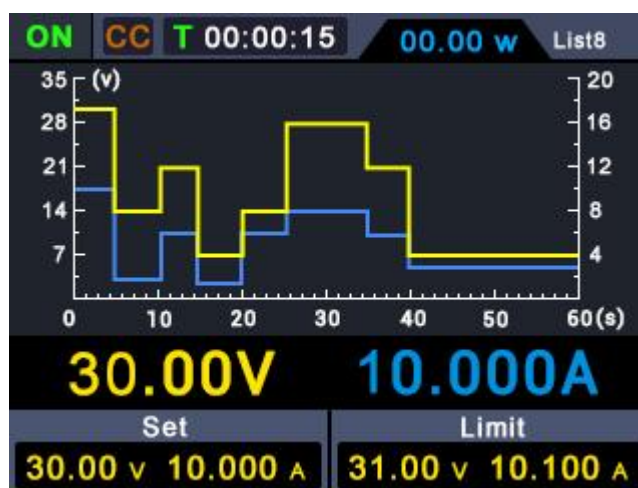 ON CC T 00:00:15 00.00 W List8
35 (v) 20
28 16
21 12
14 8
7 4
0 10 20 30 40 50 60(s)
30.00V 10.000A
Set Limit
30.00 V 10.000 A 31.00 V 10.100 A